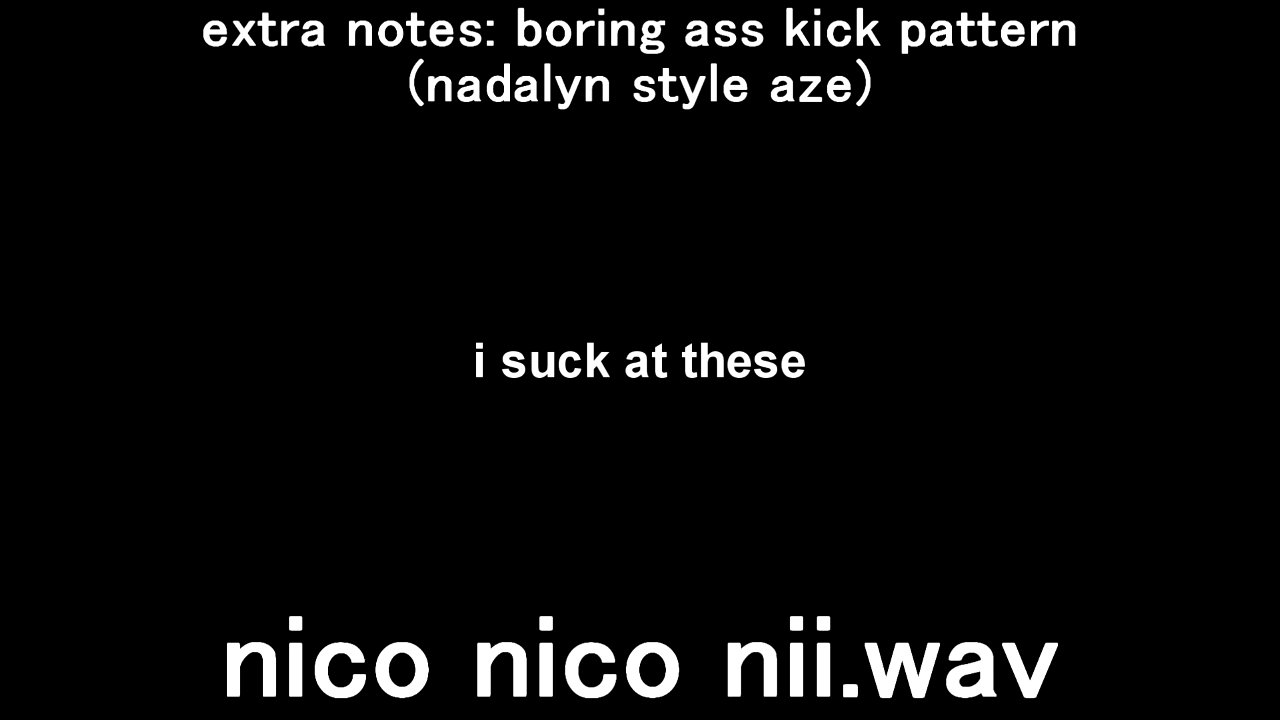 extra notes: boring ass kick pattern
(nadalyn style aze)
i suck at these
nico nico nii.wav